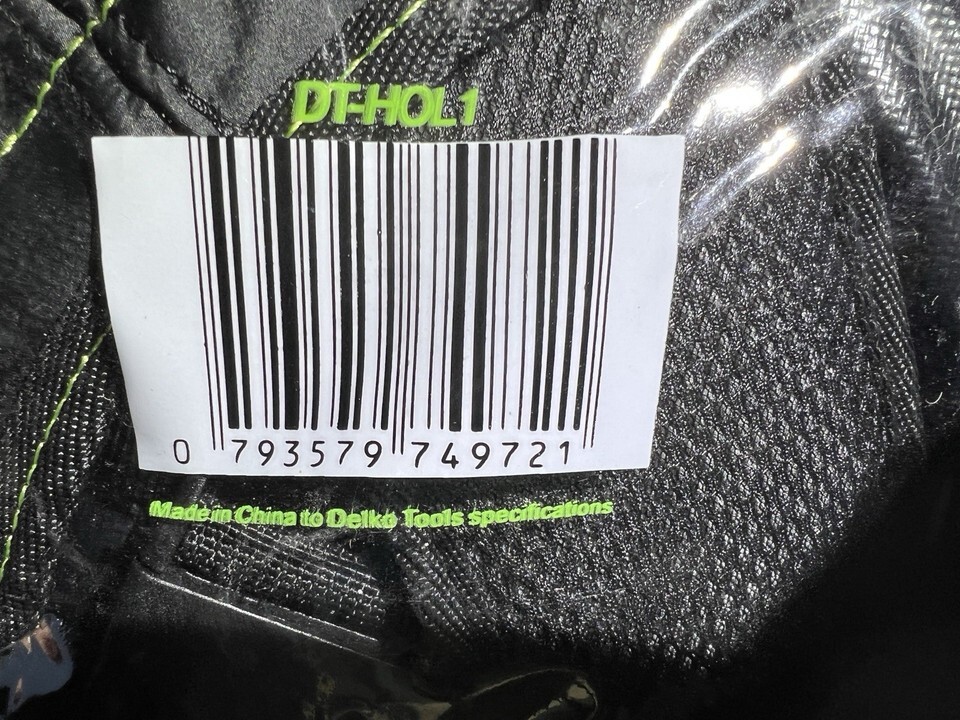 DT-HOL1
0 793579 749721
Made in China to Delko Tools specifications